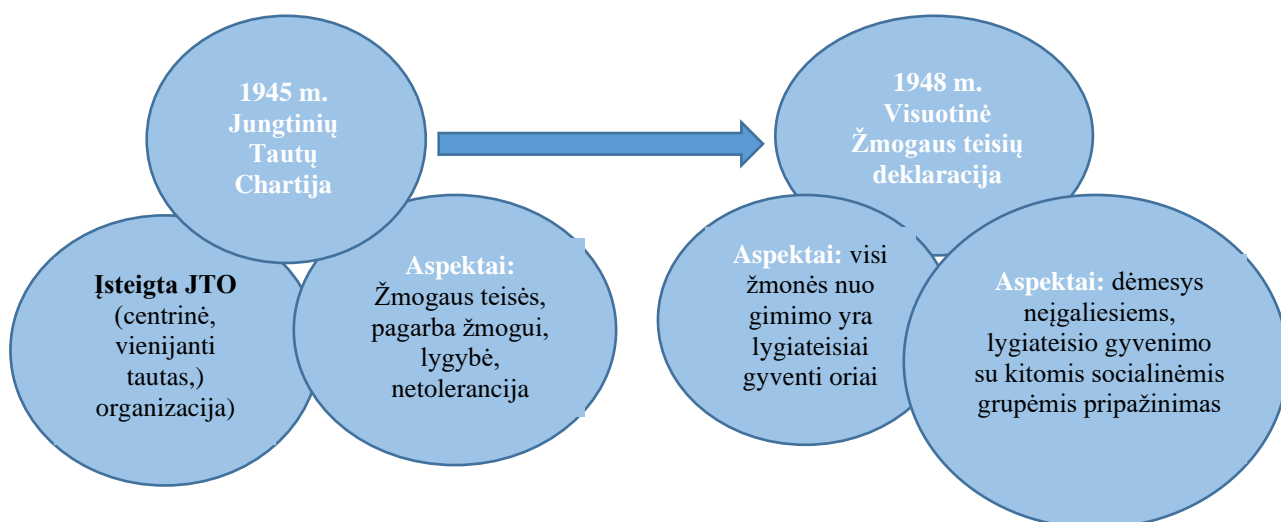 1945 m.
Jungtinių
Tautų
Chartija
Įsteigta JTO
(centrinė,
vienijanti
tautas,)
organizacija)
Aspektai:
Žmogaus teisės,
pagarba žmogui,
lygybė,
netolerancija
1948 m.
Visuotinė
Žmogaus teisių
deklaracija
Aspektai: visi
žmonės nuo
gimimo yra
lygiateisiai
gyventi oriai
Aspektai: dėmesys
neįgaliesiems,
lygiateisio gyvenimo
su kitomis socialinėmis
grupėmis pripažinimas